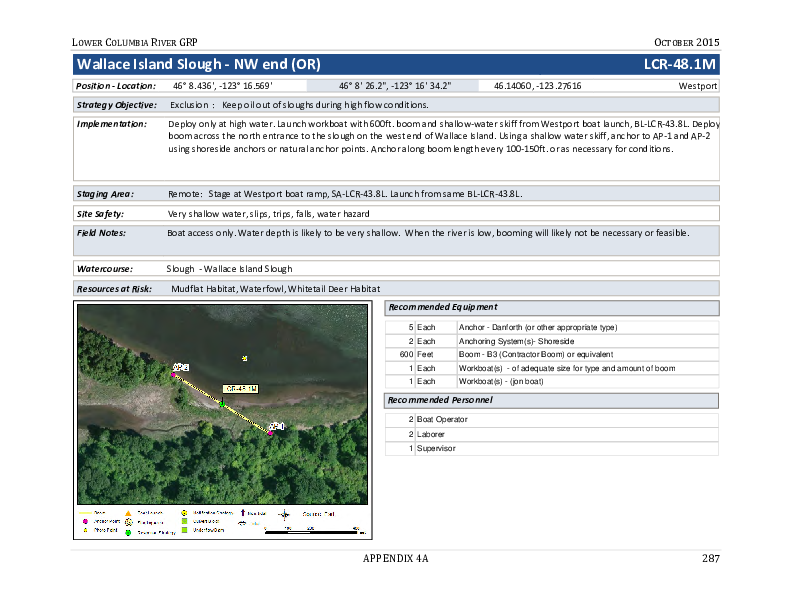 LOWER COLUMBIA RIVER GRP OCTOBER 2015
Wallace Island Slough - NW end (OR) LCR-48.1M
Position - Location: 46° 8.436', -123° 16.569' 46° 8' 26.2", -123° 16' 34.2" 46.14060, -123.27616 Westport
Strategy Objective: Exclusion : Keep oil out of sloughs during high flow conditions.
Implementation: Deploy only at high water. Launch workboat with 600ft. boom and shallow-water skiff from Westport boat launch, BL-LCR-43.8L. Deploy
boom across the north entrance to the slough on the west end of Wallace Island. Using a shallow water skiff, anchor to AP-1 and AP-2
using shoreside anchors or natural anchor points. Anchor along boom length every 100-150ft. or as necessary for conditions.
Staging Area: Remote: Stage at Westport boat ramp, SA-LCR-43.8L. Launch from same BL-LCR-43.8L.
Site Safety: Very shallow water, slips, trips, falls, water hazard
Field Notes: Boat access only. Water depth is likely to be very shallow. When the river is low, booming will likely not be necessary or feasible.
Watercourse: Slough - Wallace Island Slough
Resources at Risk: Mudflat Habitat, Waterfowl, Whitetail Deer Habitat
Recommended Equipment
5 Each Anchor - Danforth (or other appropriate type)
2 Each Anchoring System(s)- Shoreside
600 Feet Boom - B3 (Contractor Boom) or equivalent
1 Each Workboat(s) - of adequate size for type and amount of boom
1 Each Workboat(s) - (jon boat)
Recommended Personnel
2 Boat Operator
2 Laborer
1 Supervisor
AP-2
AP-1
Anchor Point
Photo Point
APPENDIX 4A 287